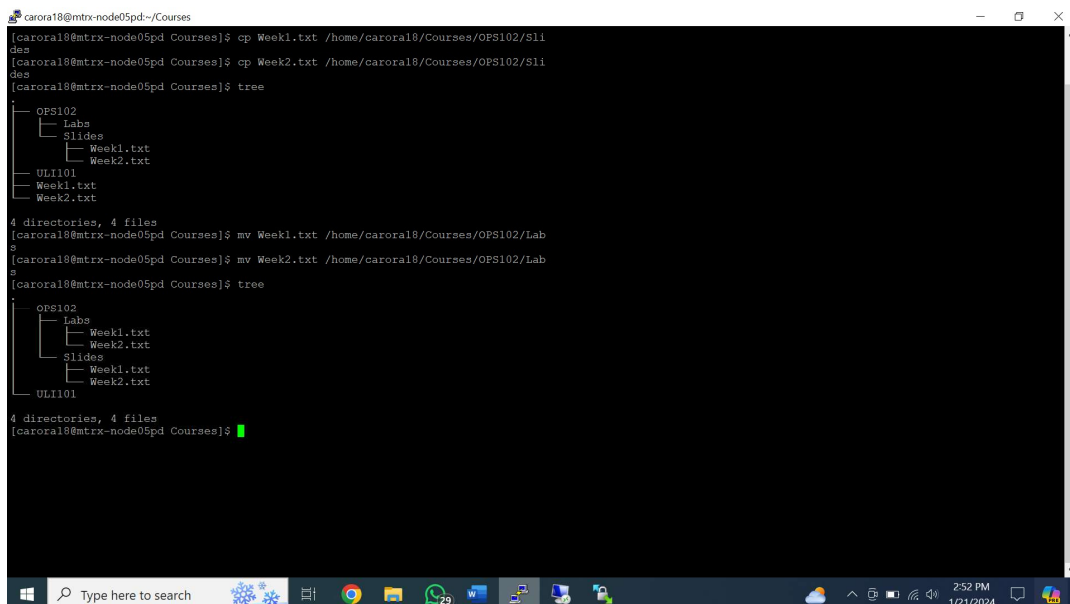 carora18@mtrx-node05pd:~/Courses
[carora18@mtrx-node05pd Courses]$ cp Week1.txt /home/carora18/Courses/OPS102/Sli
des
[carora18@mtrx-node05pd Courses]$ cp Week2.txt /home/carora18/Courses/OPS102/Sli
des
[carora18@mtrx-node05pd Courses]$ tree
.
├── OPS102
│   ├── Labs
│   └── Slides
│       ├── Week1.txt
│       └── Week2.txt
├── ULI101
├── Week1.txt
└── Week2.txt
4 directories, 4 files
[carora18@mtrx-node05pd Courses]$ mv Week1.txt /home/carora18/Courses/OPS102/Lab
s
[carora18@mtrx-node05pd Courses]$ mv Week2.txt /home/carora18/Courses/OPS102/Lab
s
[carora18@mtrx-node05pd Courses]$ tree
.
├── OPS102
│   ├── Labs
│   │   ├── Week1.txt
│   │   └── Week2.txt
│   └── Slides
│       ├── Week1.txt
│       └── Week2.txt
└── ULI101
4 directories, 4 files
[carora18@mtrx-node05pd Courses]$
Type here to search
29
W
2:52 PM
1/21/2024
PRE